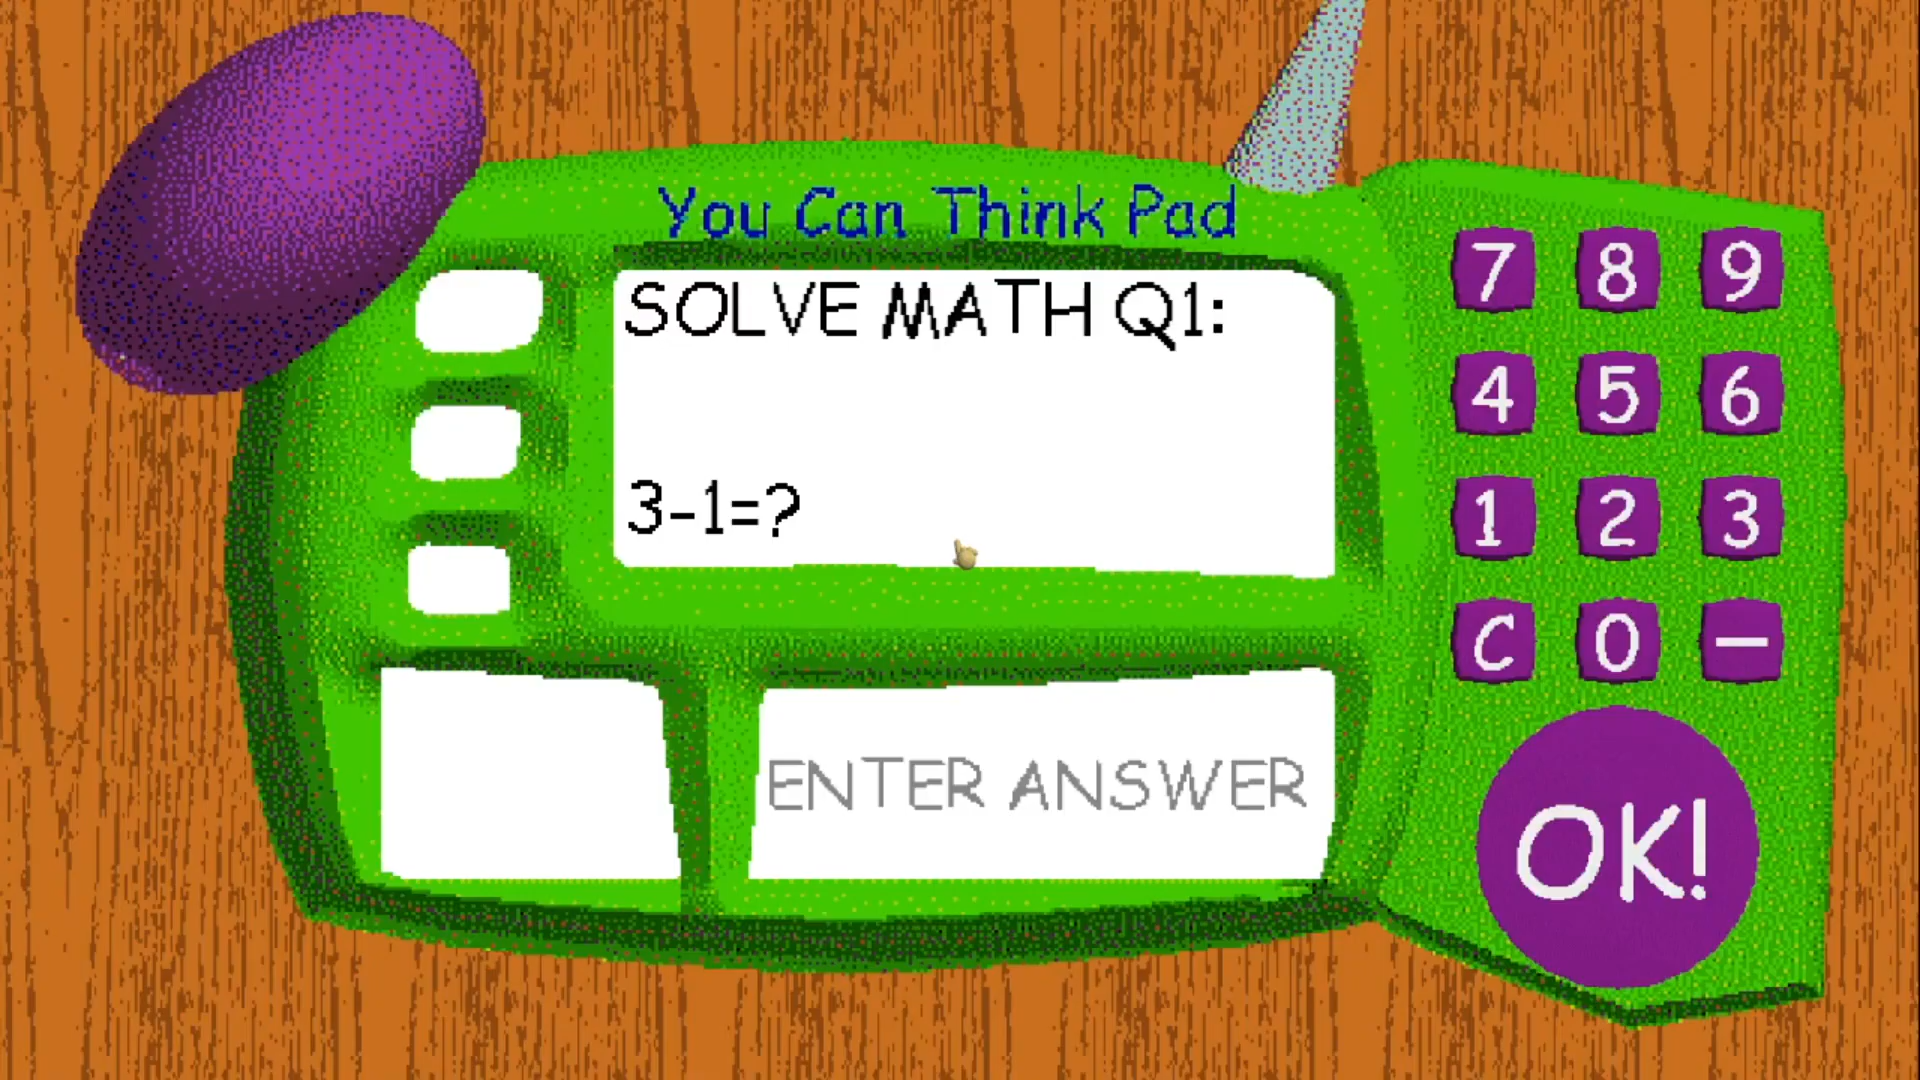 You Can Think Pad
SOLVE MATH Q1:
3-1=?
7 8 9
4 5 6
1 2 3
C 0 -
ENTER ANSWER
OK!